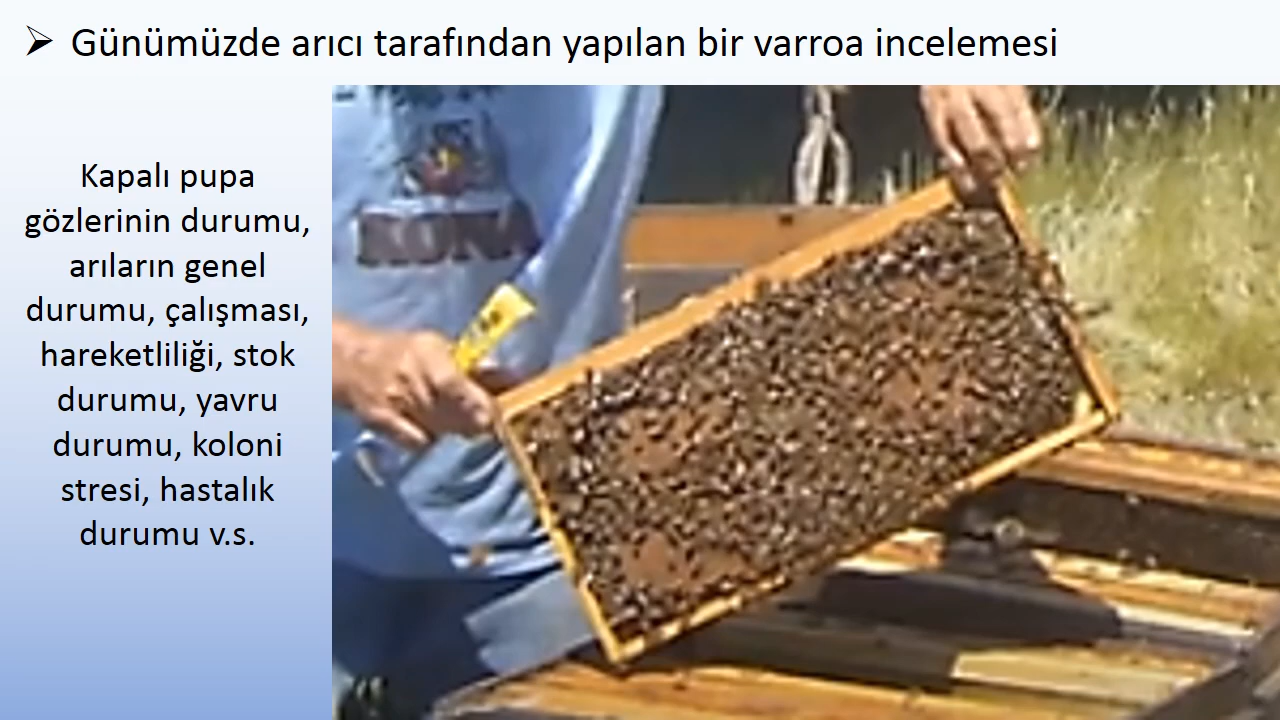 Günümüzde arıcı tarafından yapılan bir varroa incelemesi
Kapalı pupa
gözlerinin durumu,
arıların genel
durumu, çalışması,
hareketliliği, stok
durumu, yavru
durumu, koloni
stresi, hastalık
durumu v.s.
KONA